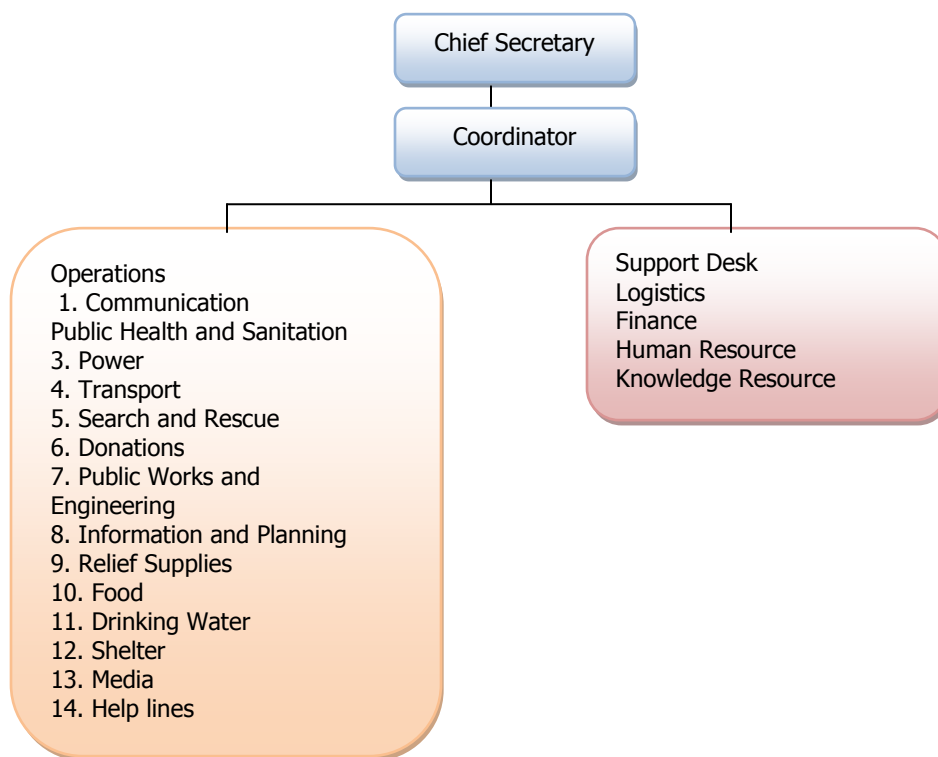 Chief Secretary
Coordinator
Operations
1. Communication
Public Health and Sanitation
3. Power
4. Transport
5. Search and Rescue
6. Donations
7. Public Works and
Engineering
8. Information and Planning
9. Relief Supplies
10. Food
11. Drinking Water
12. Shelter
13. Media
14. Help lines
Support Desk
Logistics
Finance
Human Resource
Knowledge Resource